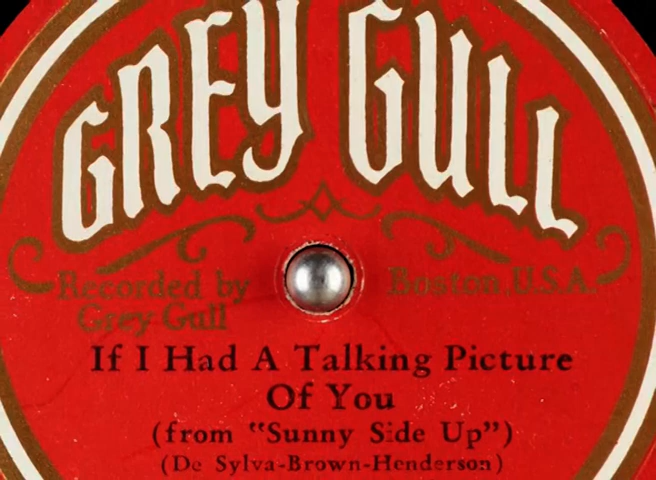 GREY GULL
Recorded by Boston, U.S.A.
Grey Gull
If I Had A Talking Picture
Of You
(from "Sunny Side Up")
(De Sylva-Brown-Henderson)